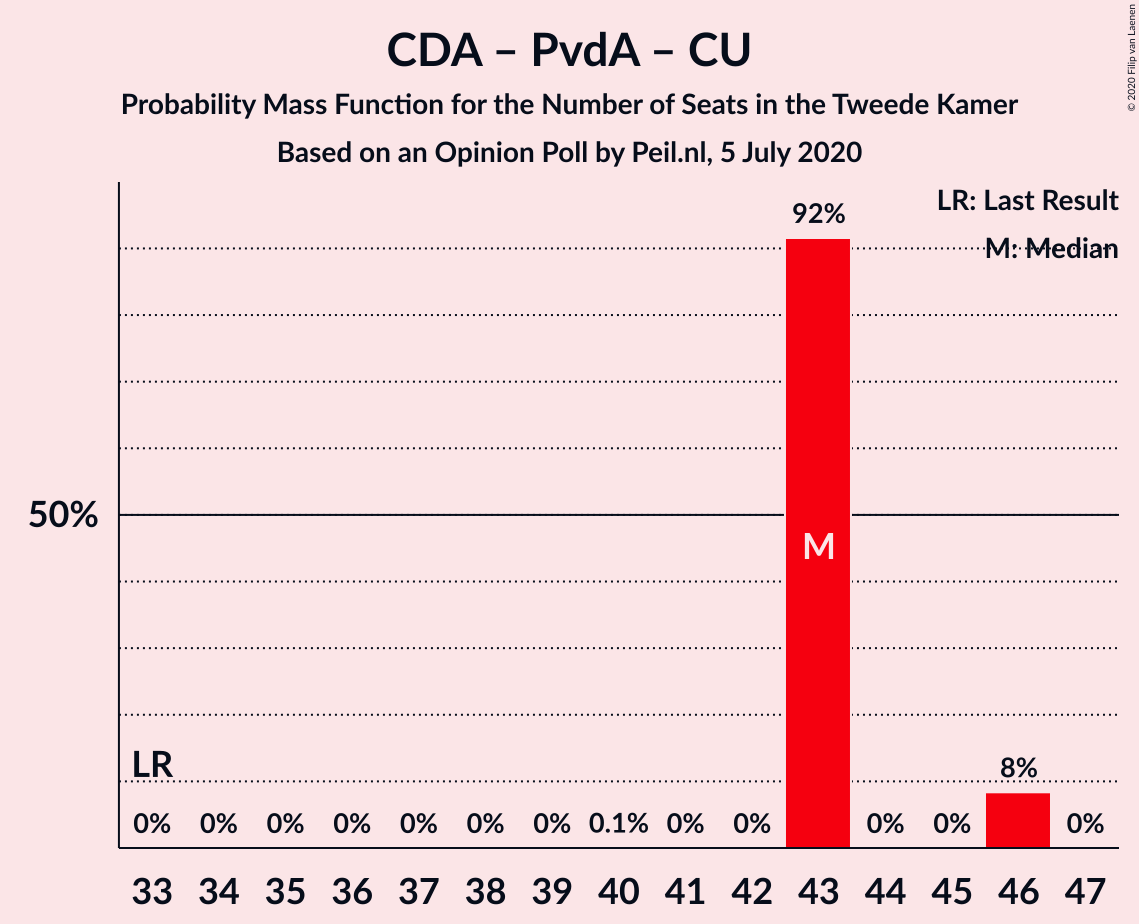 CDA – PvdA – CU
Probability Mass Function for the Number of Seats in the Tweede Kamer
Based on an Opinion Poll by Peil.nl, 5 July 2020
© 2020 Filip van Laenen
LR: Last Result
M: Median
92%
50%
M
LR
8%
0% 0% 0% 0% 0% 0% 0% 0.1% 0% 0% 0% 0% 0%
33 34 35 36 37 38 39 40 41 42 43 44 45 46 47